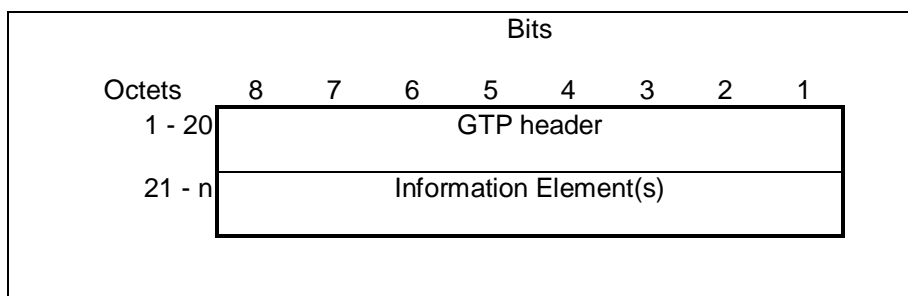 Bits
Octets 8 7 6 5 4 3 2 1
1 - 20 GTP header
21 - n Information Element(s)